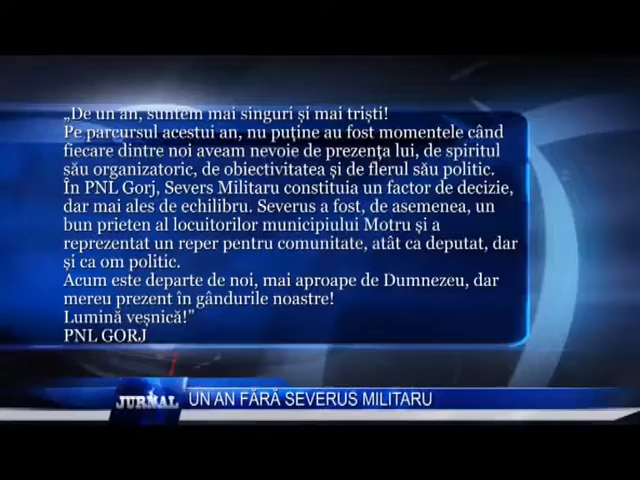 „De un an, suntem mai singuri și mai triști!
Pe parcursul acestui an, nu puține au fost momentele când
fiecare dintre noi aveam nevoie de prezența lui, de spiritul
său organizatoric, de obiectivitatea și de flerul său politic.
În PNL Gorj, Severs Militaru constituia un factor de decizie,
dar mai ales de echilibru. Severus a fost, de asemenea, un
bun prieten al locuitorilor municipiului Motru și a
reprezentat un reper pentru comunitate, atât ca deputat, dar
și ca om politic.
Acum este departe de noi, mai aproape de Dumnezeu, dar
mereu prezent în gândurile noastre!
Lumină veșnică!”
PNL GORJ
JURNAL
UN AN FĂRĂ SEVERUS MILITARU